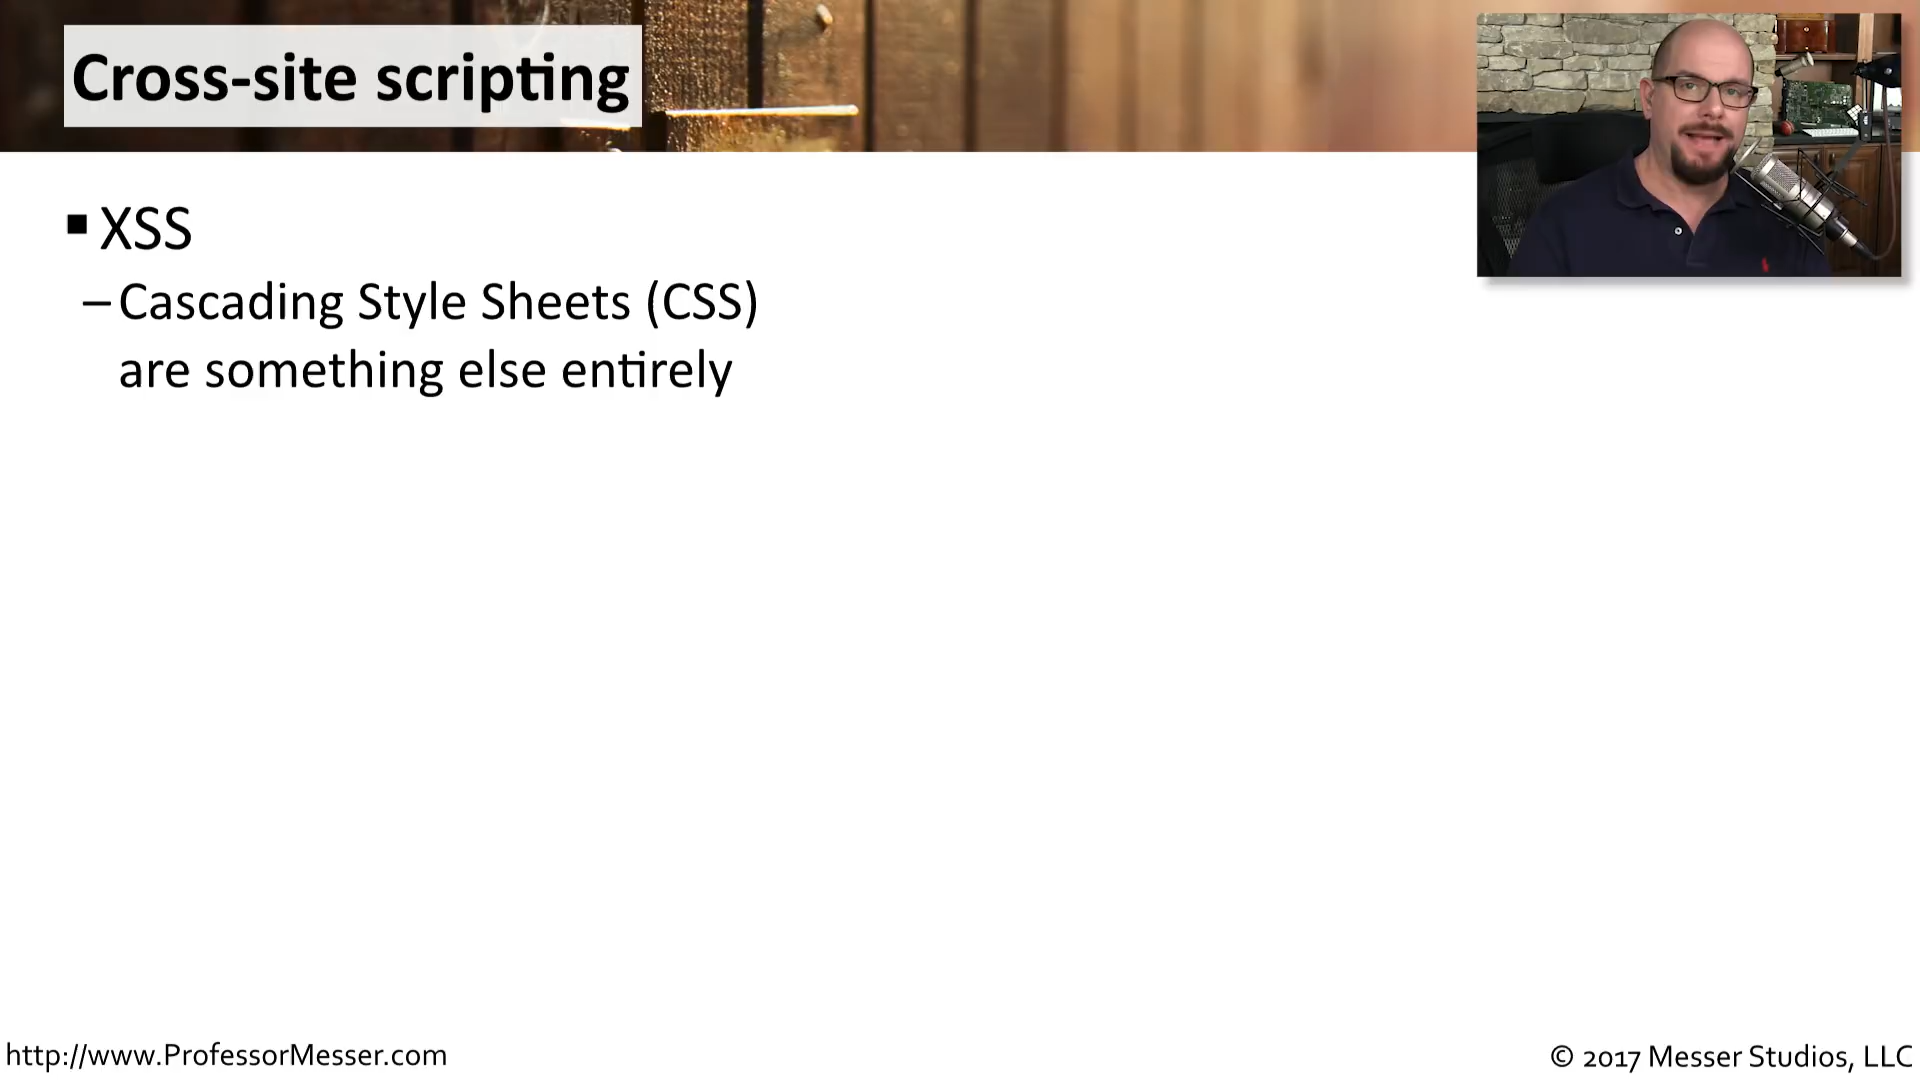 Cross-site scripting
▪ XSS
– Cascading Style Sheets (CSS)
are something else entirely
http://www.ProfessorMesser.com
© 2017 Messer Studios, LLC